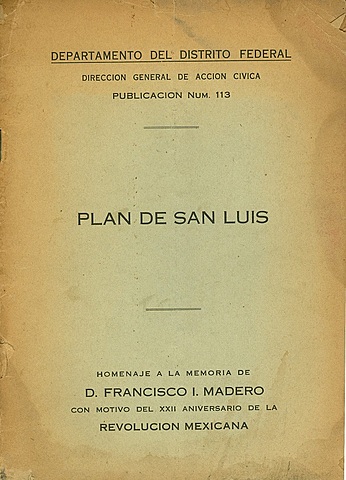 DEPARTAMENTO DEL DISTRITO FEDERAL
DIRECCION GENERAL DE ACCION CIVICA
PUBLICACION NUM. 113
PLAN DE SAN LUIS
HOMENAJE A LA MEMORIA DE
D. FRANCISCO I. MADERO
CON MOTIVO DEL XXII ANIVERSARIO DE LA
REVOLUCION MEXICANA